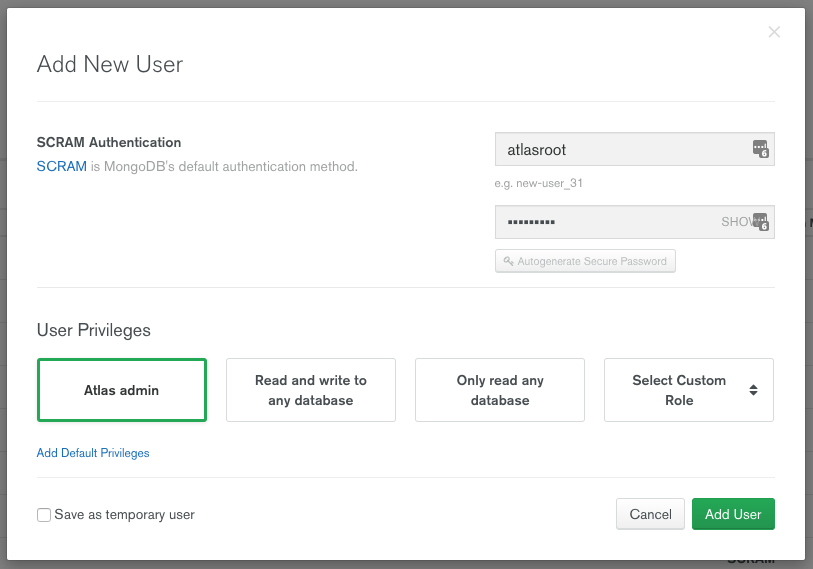 Add New User
SCRAM Authentication
SCRAM is MongoDB's default authentication method.
atlasroot
6
e.g. new-user_31
•••••••••
SHOW
6
Autogenerate Secure Password
User Privileges
Atlas admin
Read and write to
any database
Only read any
database
Select Custom
Role
Add Default Privileges
Save as temporary user
Cancel
Add User
SCRAM